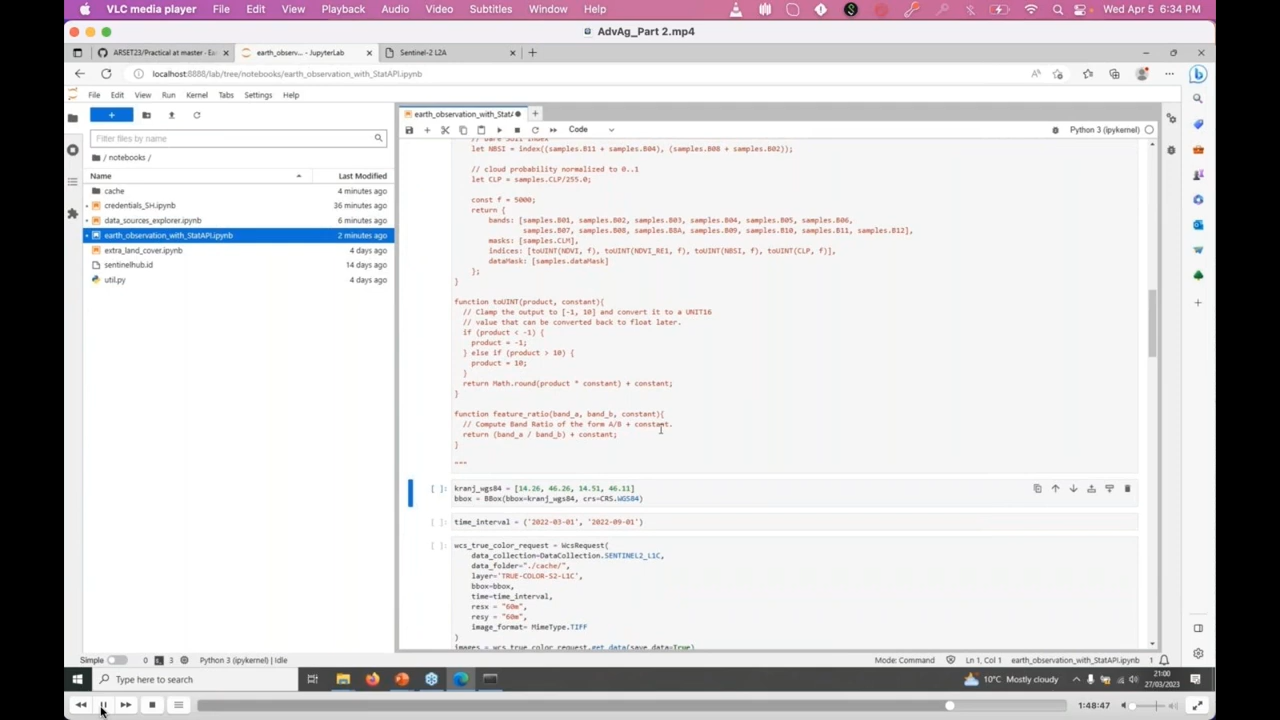 VLC media player File Edit View Playback Audio Video Subtitles Window Help Wed Apr 5 6:34 PM
AdvAg_Part 2.mp4
ARSET23/Practical at master · Ea earth_observ... - JupyterLab Sentinel-2 L2A
localhost:8888/lab/tree/notebooks/earth_observation_with_StatAPI.ipynb
File Edit View Run Kernel Tabs Settings Help
Filter files by name
/ notebooks /
Name Last Modified
cache 4 minutes ago
credentials_SH.ipynb 36 minutes ago
data_sources_explorer.ipynb 6 minutes ago
earth_observation_with_StatAPI.ipynb 2 minutes ago
extra_land_cover.ipynb 4 days ago
sentinelhub.id 14 days ago
util.py 4 days ago
earth_observation_with_StatA
Code Python 3 (ipykernel)
let NBSI = index((samples.B11 + samples.B04), (samples.B08 + samples.B02));
// cloud probability normalized to 0..1
let CLP = samples.CLP/255.0;
const f = 5000;
return {
bands: [samples.B01, samples.B02, samples.B03, samples.B04, samples.B05, samples.B06,
samples.B07, samples.B08, samples.B8A, samples.B09, samples.B10, samples.B11, samples.B12],
masks: [samples.CLM],
indices: [toUINT(NDVI, f), toUINT(NDVI_RE1, f), toUINT(NBSI, f), toUINT(CLP, f)],
dataMask: [samples.dataMask]
};
}
function toUINT(product, constant){
// Clamp the output to [-1, 10] and convert it to a UNIT16
// value that can be converted back to float later.
if (product < -1) {
product = -1;
} else if (product > 10) {
product = 10;
}
return Math.round(product * constant) + constant;
}
function feature_ratio(band_a, band_b, constant){
// Compute Band Ratio of the form A/B + constant.
return (band_a / band_b) + constant;
}
"""
[ ]: kranj_wgs84 = [14.26, 46.26, 14.51, 46.11]
bbox = BBox(bbox=kranj_wgs84, crs=CRS.WGS84)
[ ]: time_interval = ('2022-03-01', '2022-09-01')
[ ]: wcs_true_color_request = WcsRequest(
data_collection=DataCollection.SENTINEL2_L1C,
data_folder="./cache/",
layer='TRUE-COLOR-S2-L1C',
bbox=bbox,
time=time_interval,
resx = "60m",
resy = "60m",
image_format= MimeType.TIFF
)
images = wcs_true_color_request.get_data(save_data=True)
Simple 0 3 Python 3 (ipykernel) | Idle Mode: Command Ln 1, Col 1 earth_observation_with_StatAPI.ipynb 1
Type here to search 10°C Mostly cloudy 21:00
27/03/2023
1:48:47